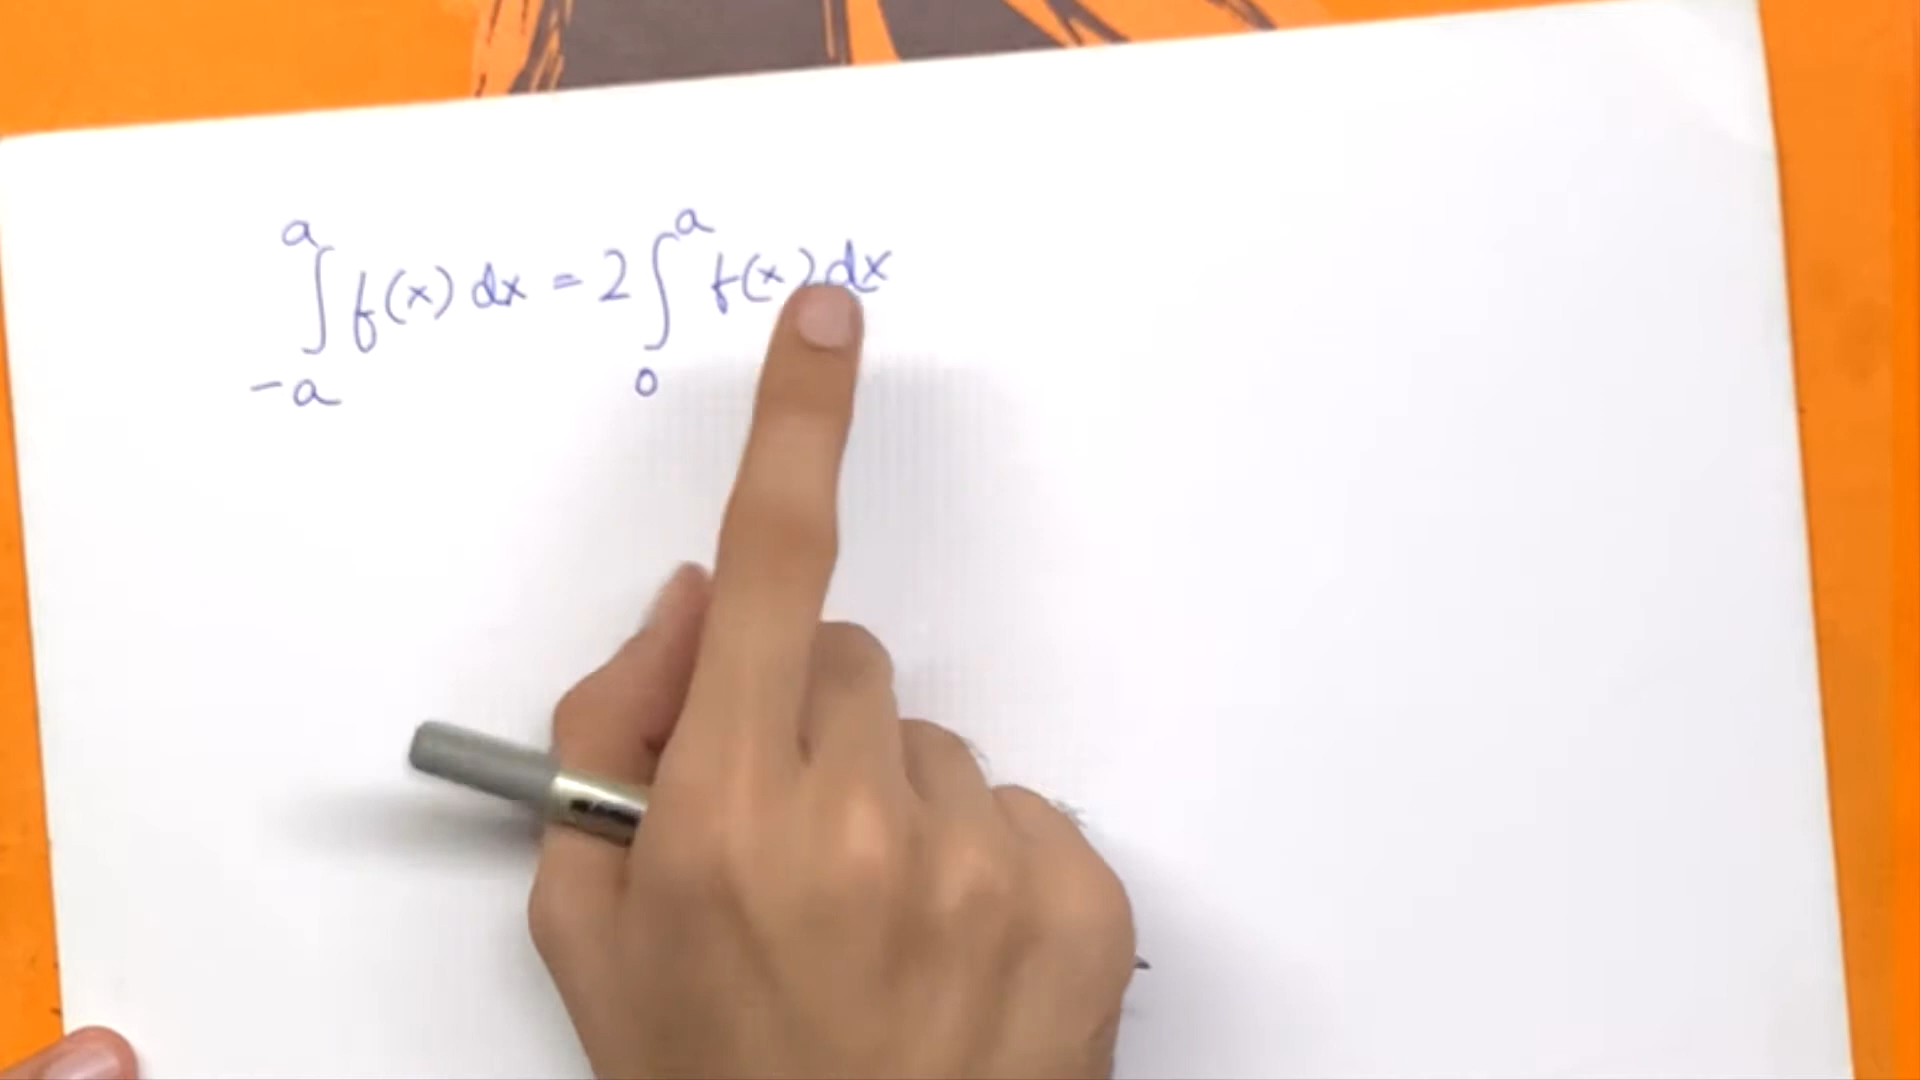 ∫_{-a}^{a} f(x) dx = 2 ∫_{0}^{a} f(x) dx